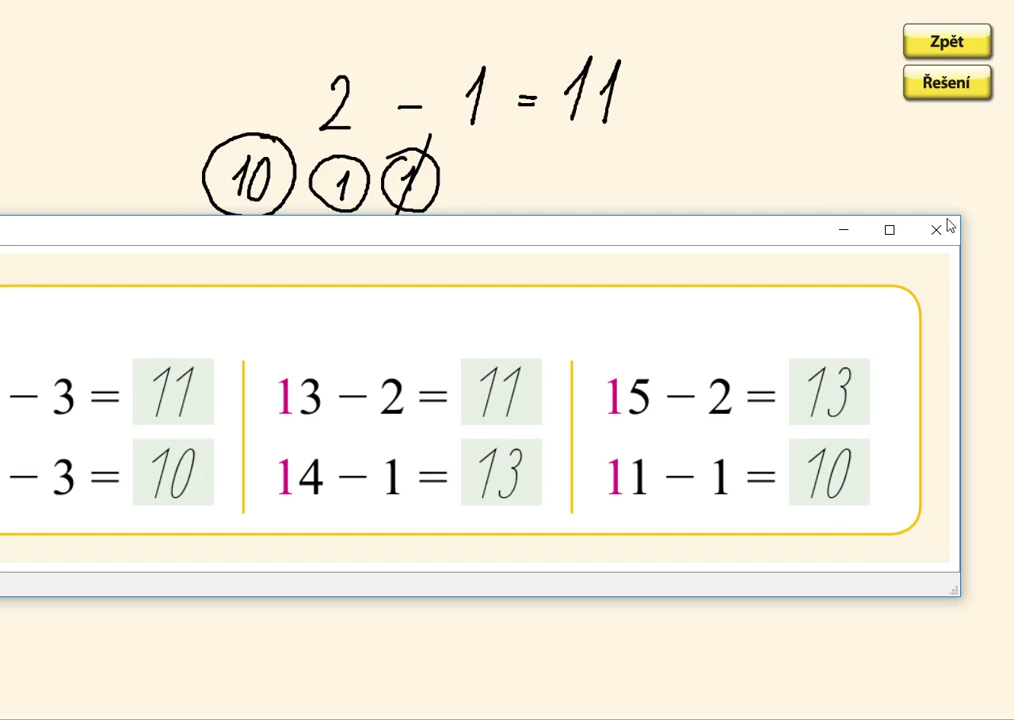 Zpět
2 - 1 = 11
Řešení
10 1 1
- 3 = 11 13 - 2 = 11 15 - 2 = 13
- 3 = 10 14 - 1 = 13 11 - 1 = 10